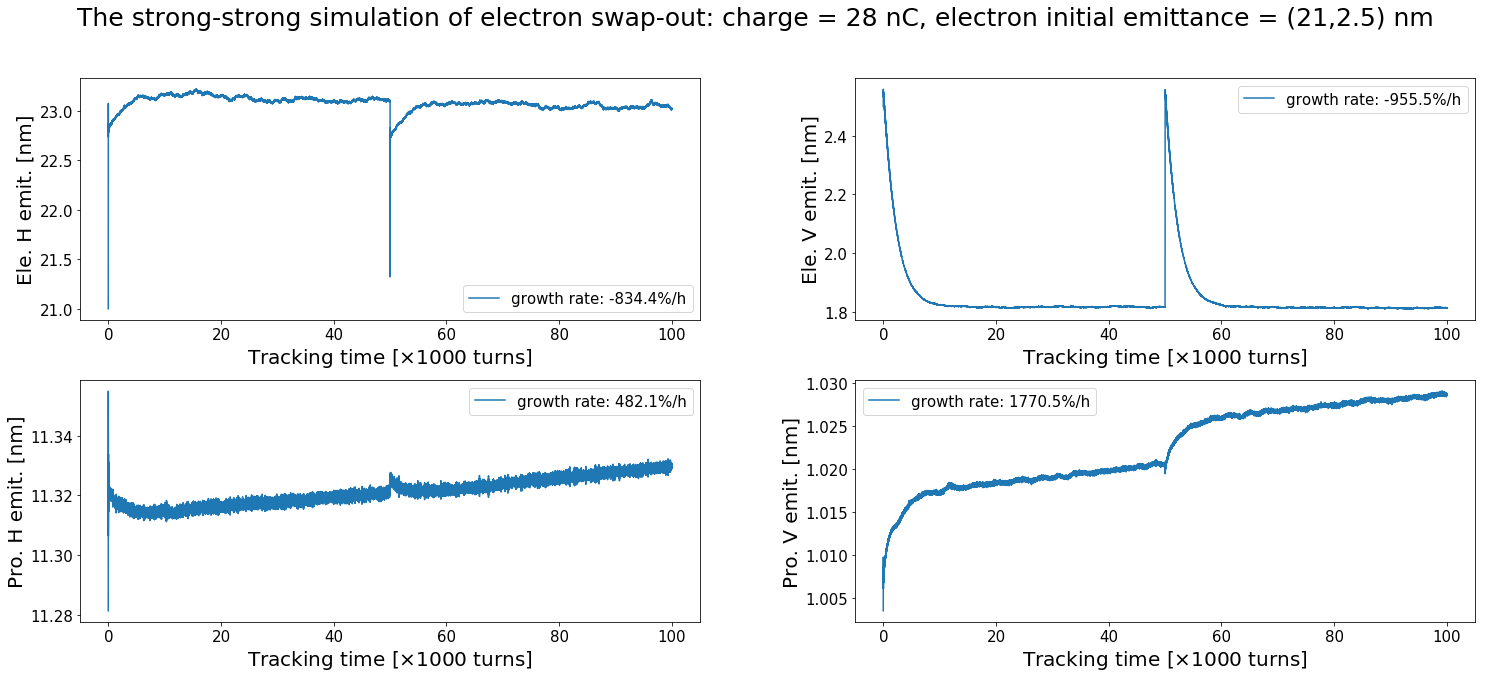 The strong-strong simulation of electron swap-out: charge = 28 nC, electron initial emittance = (21,2.5) nm
Ele. H emit. [nm]
23.0
22.5
22.0
21.5
21.0
growth rate: -834.4%/h
0 20 40 60 80 100
Tracking time [×1000 turns]
Ele. V emit. [nm]
2.4
2.2
2.0
1.8
growth rate: -955.5%/h
0 20 40 60 80 100
Tracking time [×1000 turns]
Pro. H emit. [nm]
11.34
11.32
11.30
11.28
growth rate: 482.1%/h
0 20 40 60 80 100
Tracking time [×1000 turns]
Pro. V emit. [nm]
1.030
1.025
1.020
1.015
1.010
1.005
growth rate: 1770.5%/h
0 20 40 60 80 100
Tracking time [×1000 turns]